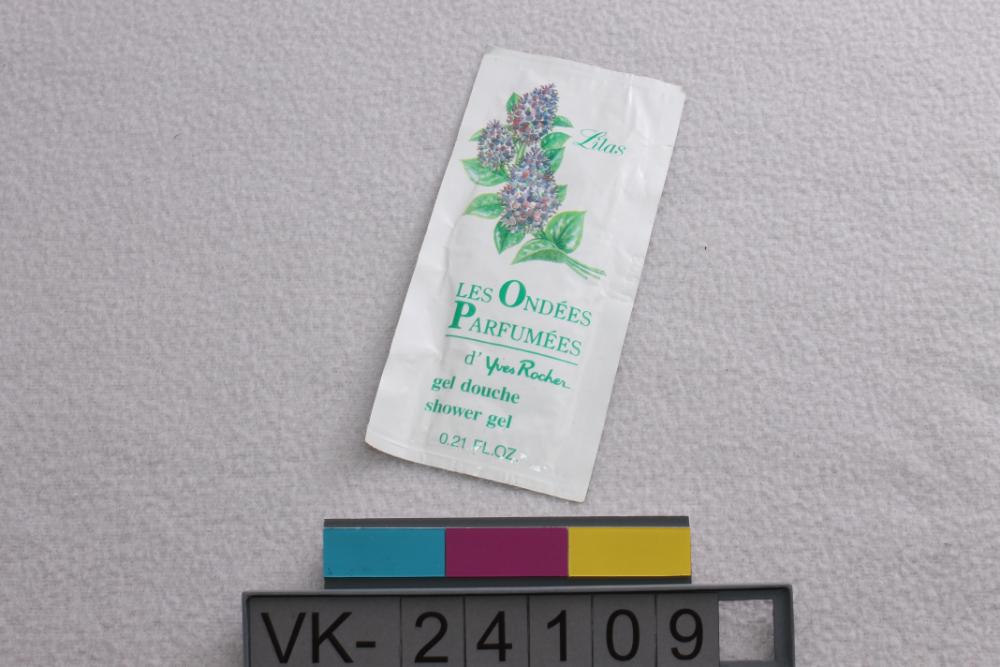 Lilas
LES ONDÉES
PARFUMÉES
d'Yves Rocher
gel douche
shower gel
0.21 FL.OZ.
VK-24109